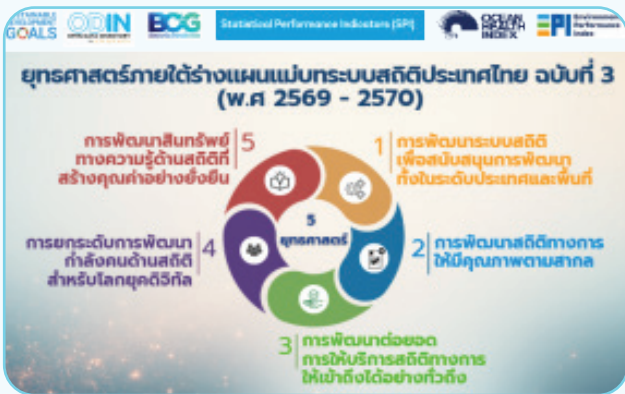 SUSTAINABLE
DEVELOPMENT
GOALS
ODIN
BCG
Statistical Performance Indicators (SPI)
OCEAN
HEALTH
INDEX
EPI
Environmental
Performance
Index
ยุทธศาสตร์ภายใต้ร่างแผนแม่บทระบบสถิติประเทศไทย ฉบับที่ 3
(พ.ศ 2569 - 2570)
1
การพัฒนาระบบสถิติ
เพื่อสนับสนุนการพัฒนา
ทั้งในระดับประเทศและพื้นที่
2
การพัฒนาสถิติทางการ
ให้มีคุณภาพตามสากล
3
การพัฒนาต่อยอด
การให้บริการสถิติทางการ
ให้เข้าถึงได้อย่างทั่วถึง
4
การยกระดับการพัฒนา
กำลังคนด้านสถิติ
สำหรับโลกยุคดิจิทัล
5
การพัฒนาสินทรัพย์
ทางความรู้ด้านสถิติที่
สร้างคุณค่าอย่างยั่งยืน
5
ยุทธศาสตร์